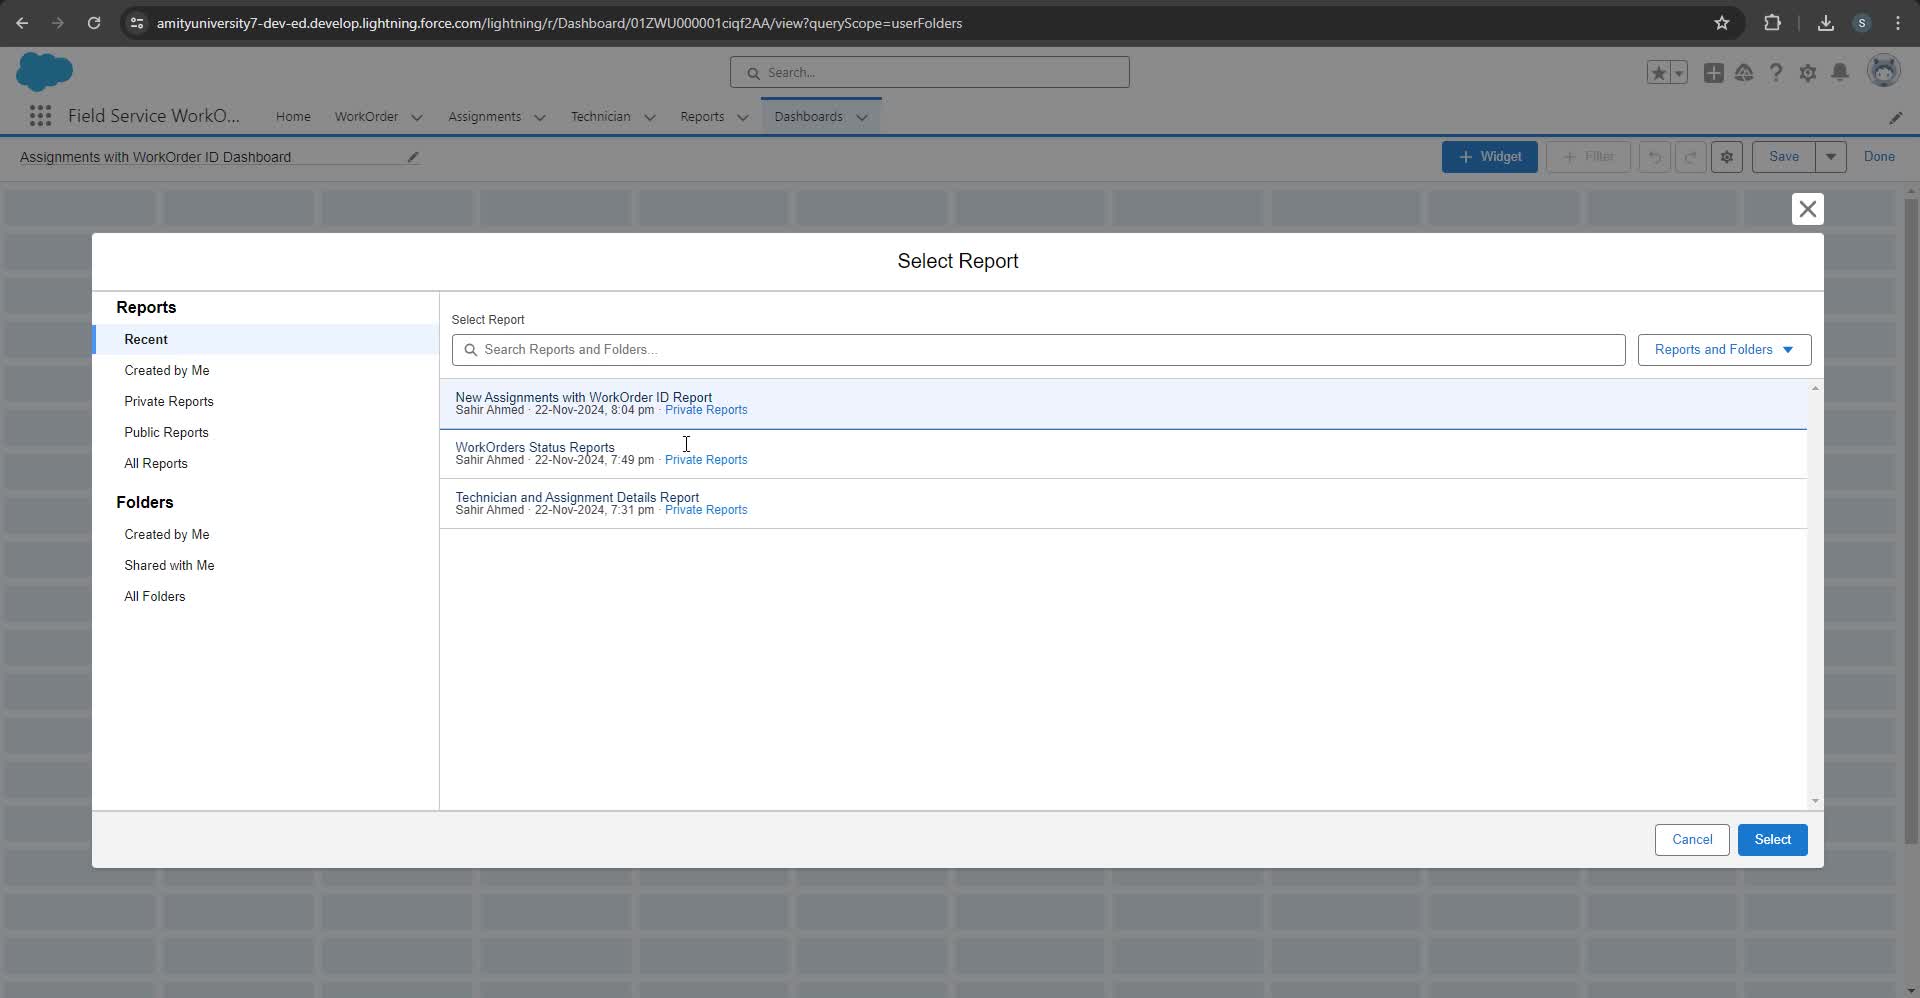 amityuniversity7-dev-ed.develop.lightning.force.com/lightning/r/Dashboard/01ZWU000001ciqf2AA/view?queryScope=userFolders
S
Search...
Field Service WorkO...
Home
WorkOrder
Assignments
Technician
Reports
Dashboards
Assignments with WorkOrder ID Dashboard
+ Widget
+ Filter
Save
Done
Select Report
Reports
Recent
Created by Me
Private Reports
Public Reports
All Reports
Folders
Created by Me
Shared with Me
All Folders
Select Report
Search Reports and Folders...
Reports and Folders
New Assignments with WorkOrder ID Report
Sahir Ahmed · 22-Nov-2024, 8:04 pm · Private Reports
WorkOrders Status Reports
Sahir Ahmed · 22-Nov-2024, 7:49 pm · Private Reports
Technician and Assignment Details Report
Sahir Ahmed · 22-Nov-2024, 7:31 pm · Private Reports
Cancel
Select